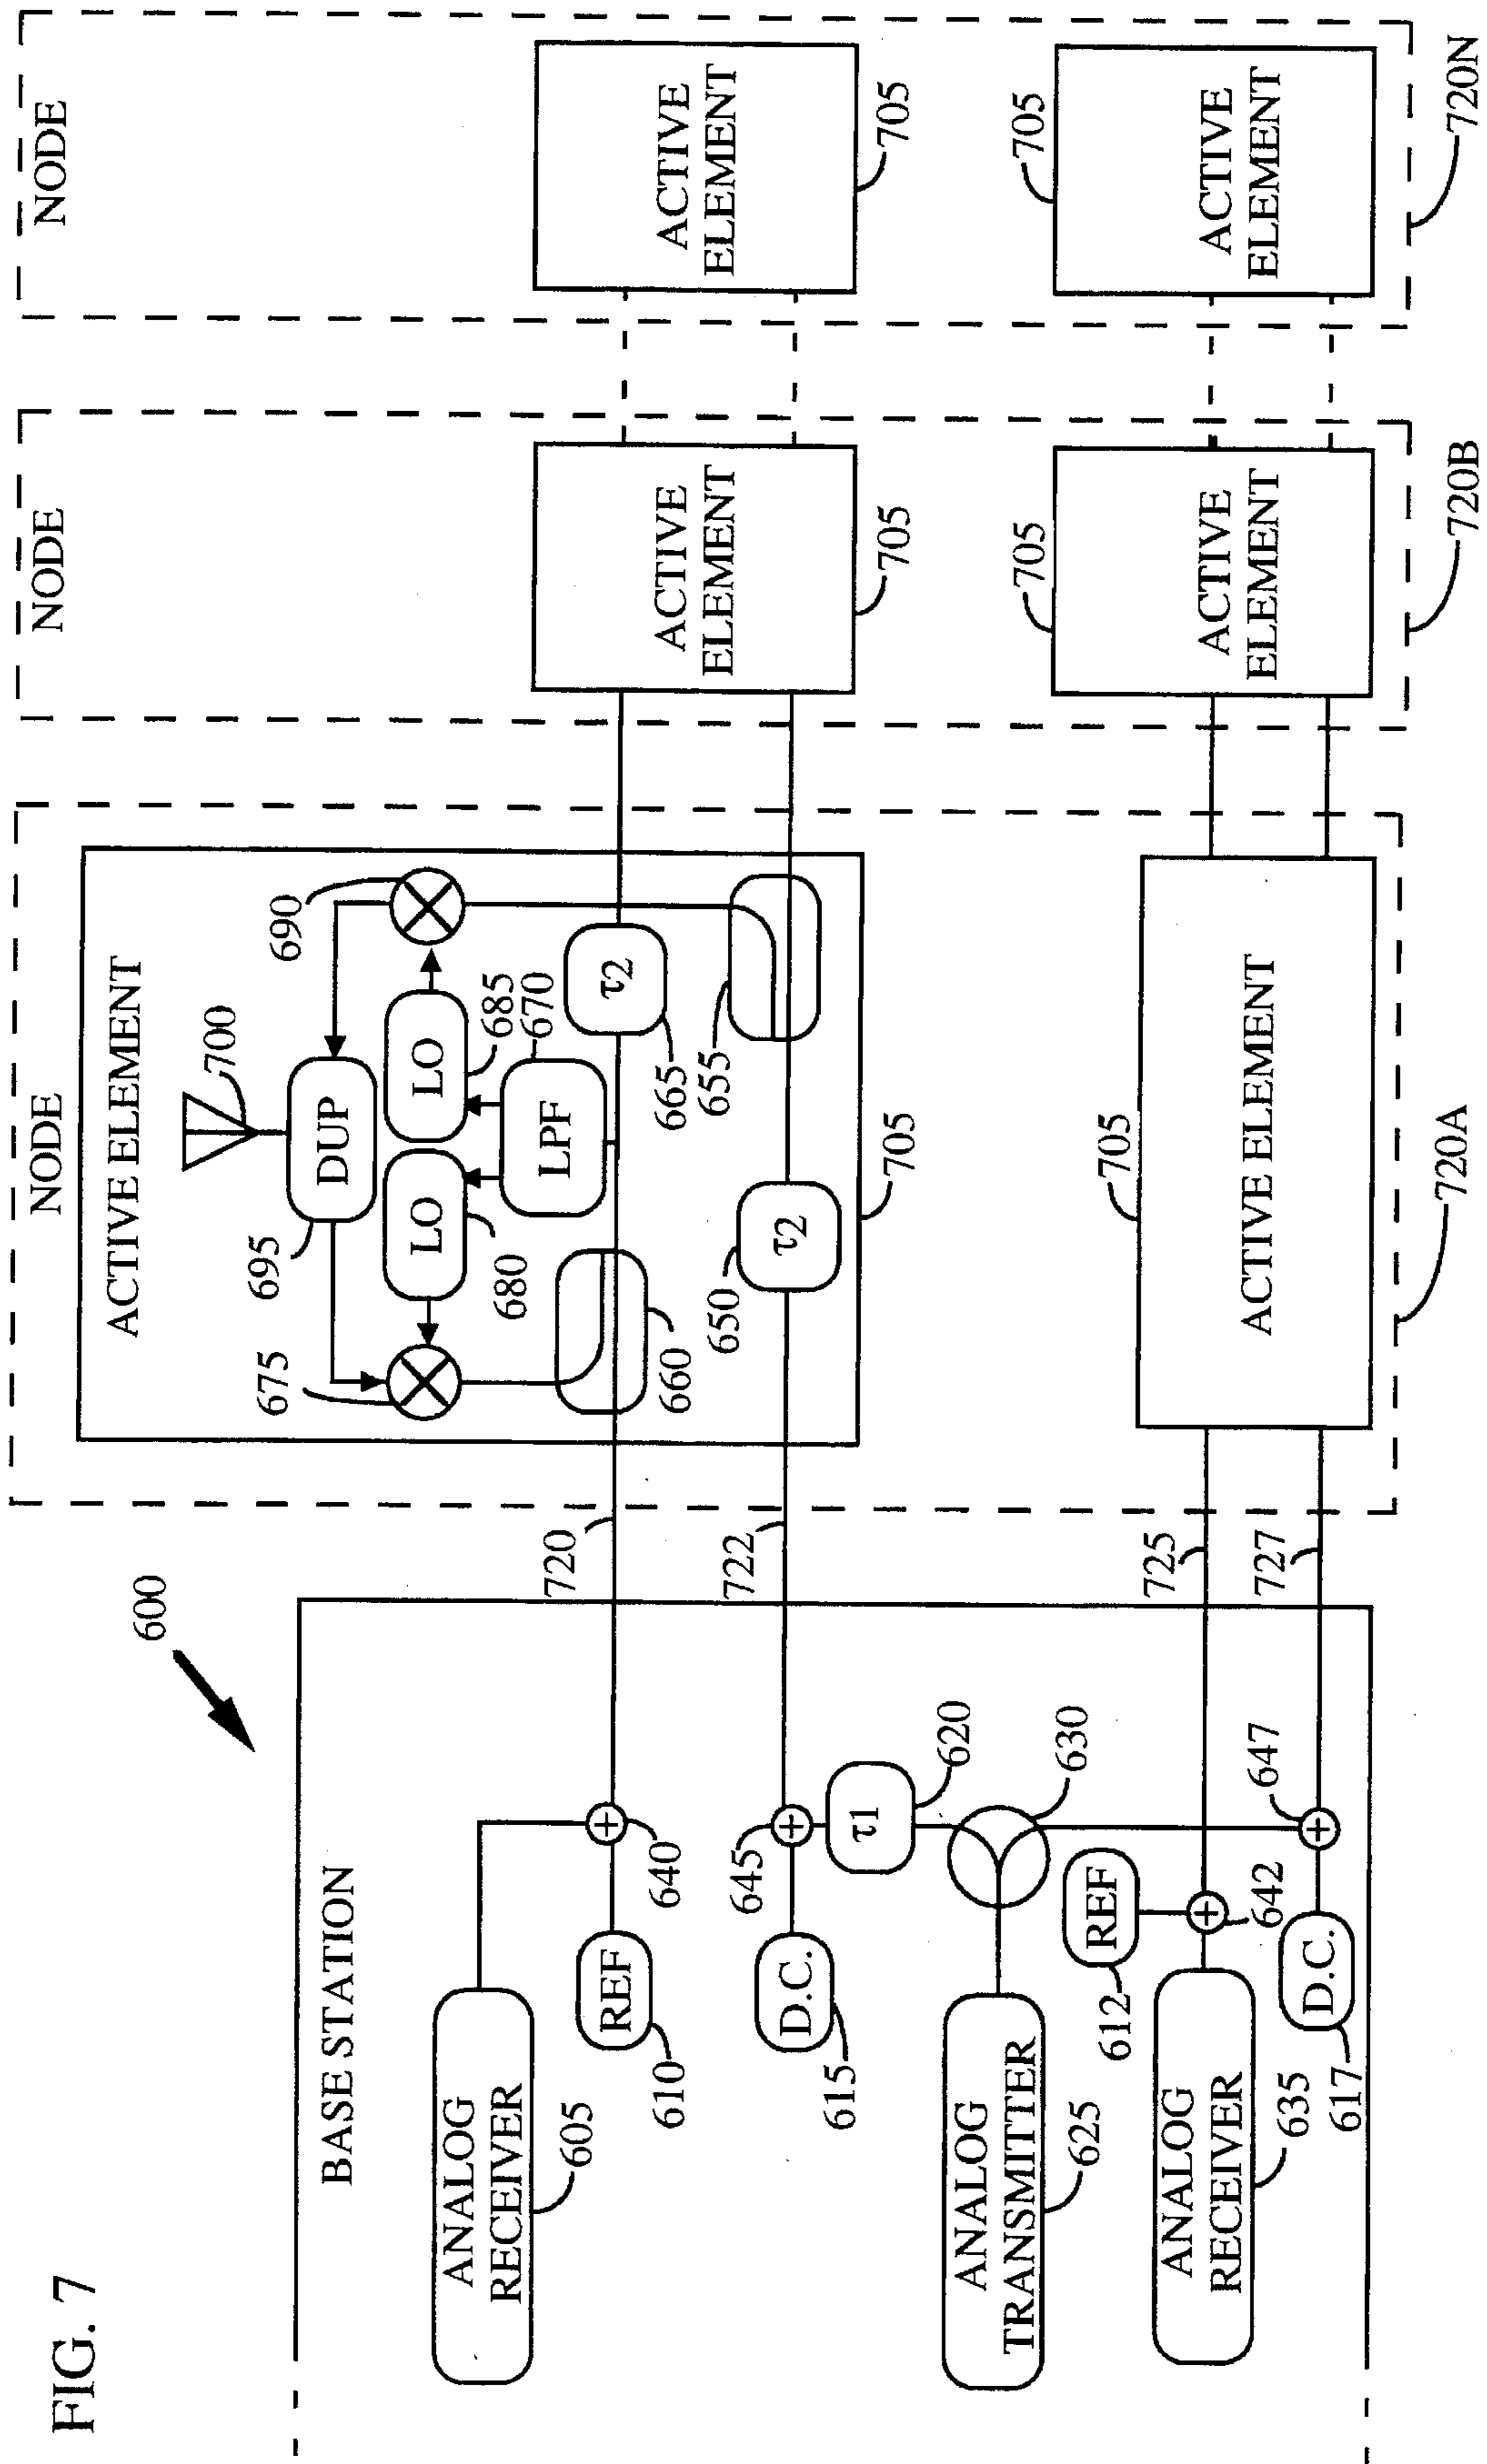 FIG. 7
600
BASE STATION
ANALOG
RECEIVER
605
REF
610
640
D.C.
615
645
τ1
620
630
ANALOG
TRANSMITTER
625
REF
612
642
ANALOG
RECEIVER
635
D.C.
617
647
720
722
725
727
NODE
ACTIVE ELEMENT
700
DUP
695
675
690
LO
680
LO
685
LPF
670
660
τ2
665
655
650
τ2
705
705
ACTIVE ELEMENT
720A
NODE
ACTIVE
ELEMENT
705
705
ACTIVE
ELEMENT
720B
NODE
ACTIVE
ELEMENT
705
705
ACTIVE
ELEMENT
720N